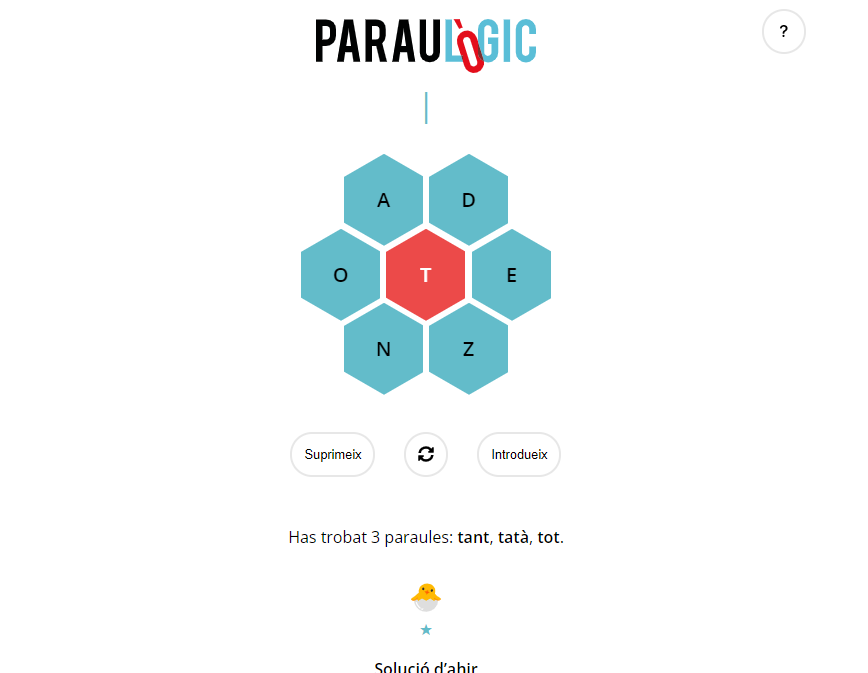 PARAULÒGIC
?
A D
O T E
N Z
Suprimeix Introdueix
Has trobat 3 paraules: tant, tatà, tot.
Solució d’ahir